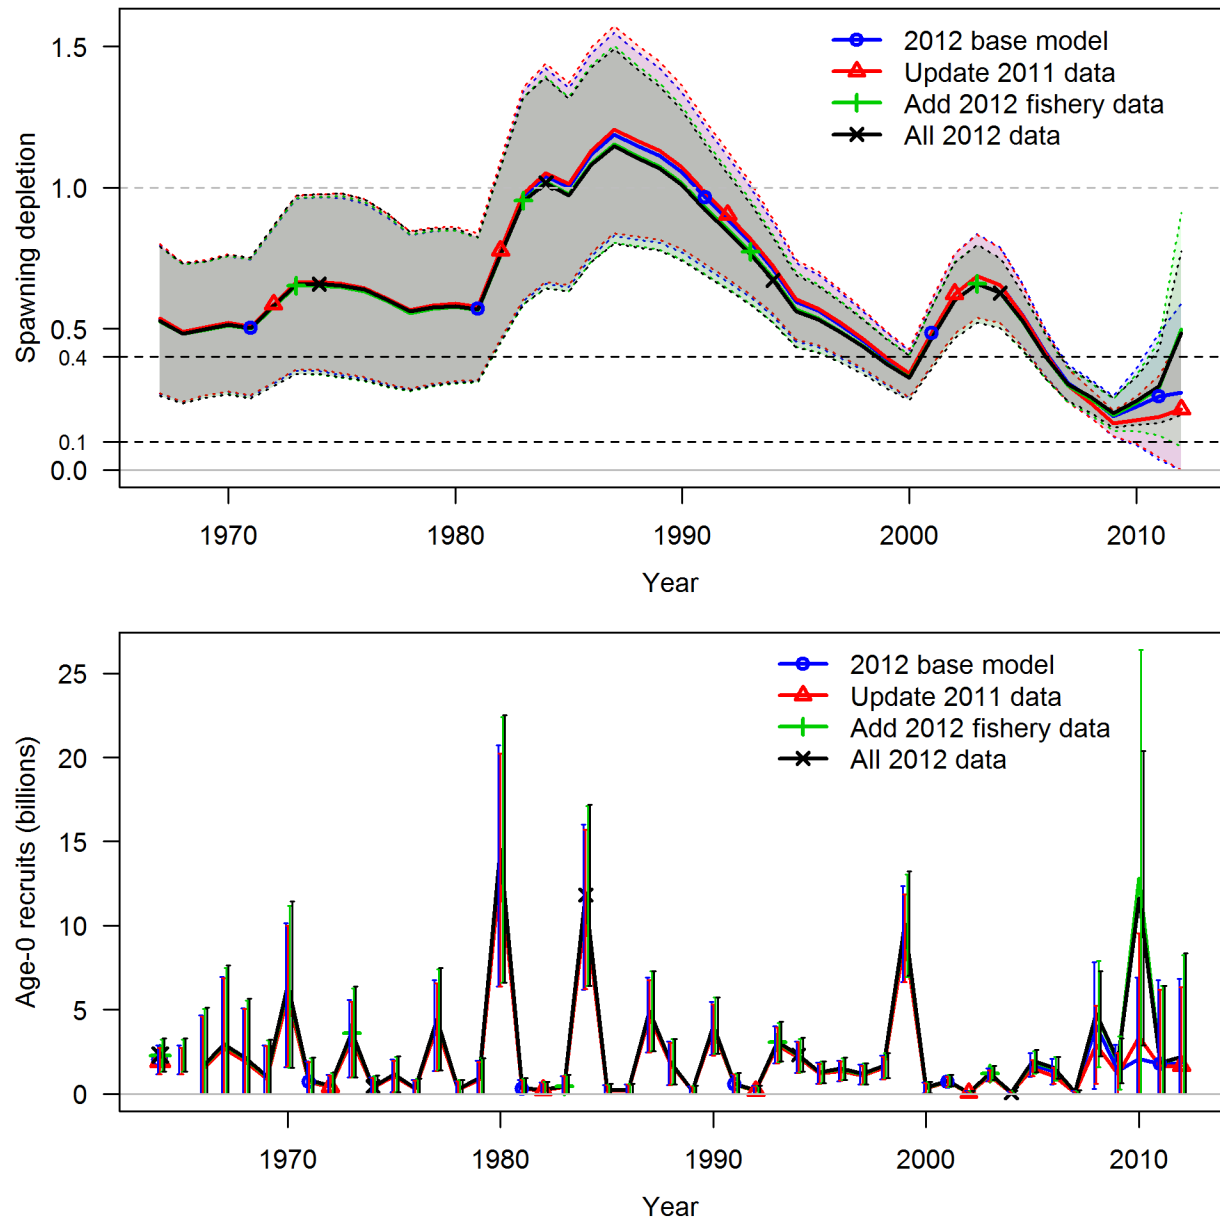 Spawning depletion
1.5
1.0
0.5
0.4
0.1
0.0
2012 base model
Update 2011 data
Add 2012 fishery data
All 2012 data
1970 1980 1990 2000 2010
Year
Age-0 recruits (billions)
25
20
15
10
5
0
2012 base model
Update 2011 data
Add 2012 fishery data
All 2012 data
1970 1980 1990 2000 2010
Year